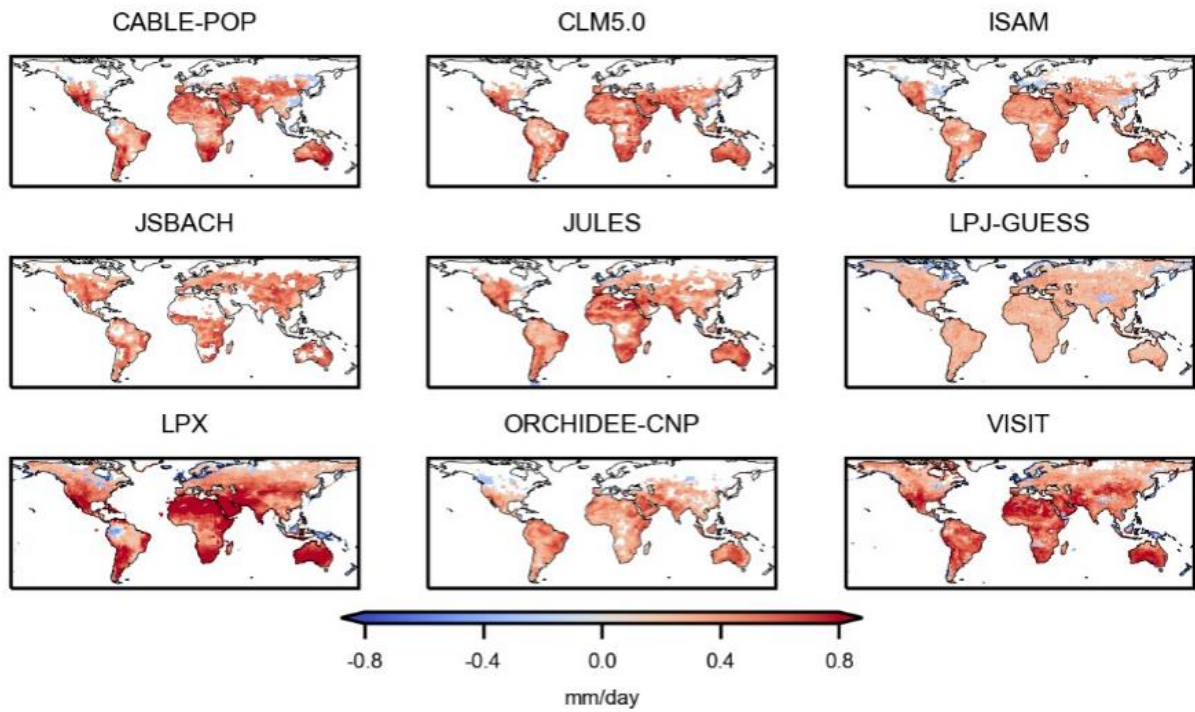 CABLE-POP CLM5.0 ISAM
JSBACH JULES LPJ-GUESS
LPX ORCHIDEE-CNP VISIT
-0.8 -0.4 0.0 0.4 0.8
mm/day